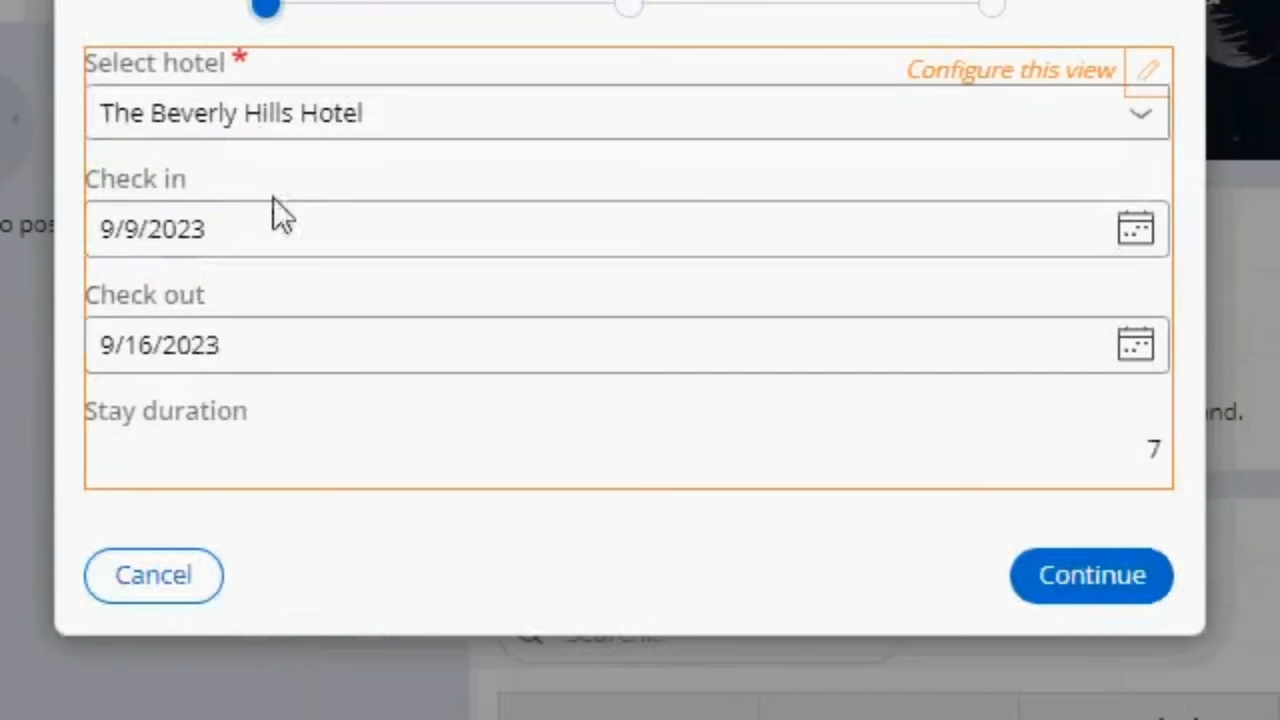 Select hotel *
Configure this view
The Beverly Hills Hotel
Check in
9/9/2023
Check out
9/16/2023
Stay duration
7
Cancel
Continue